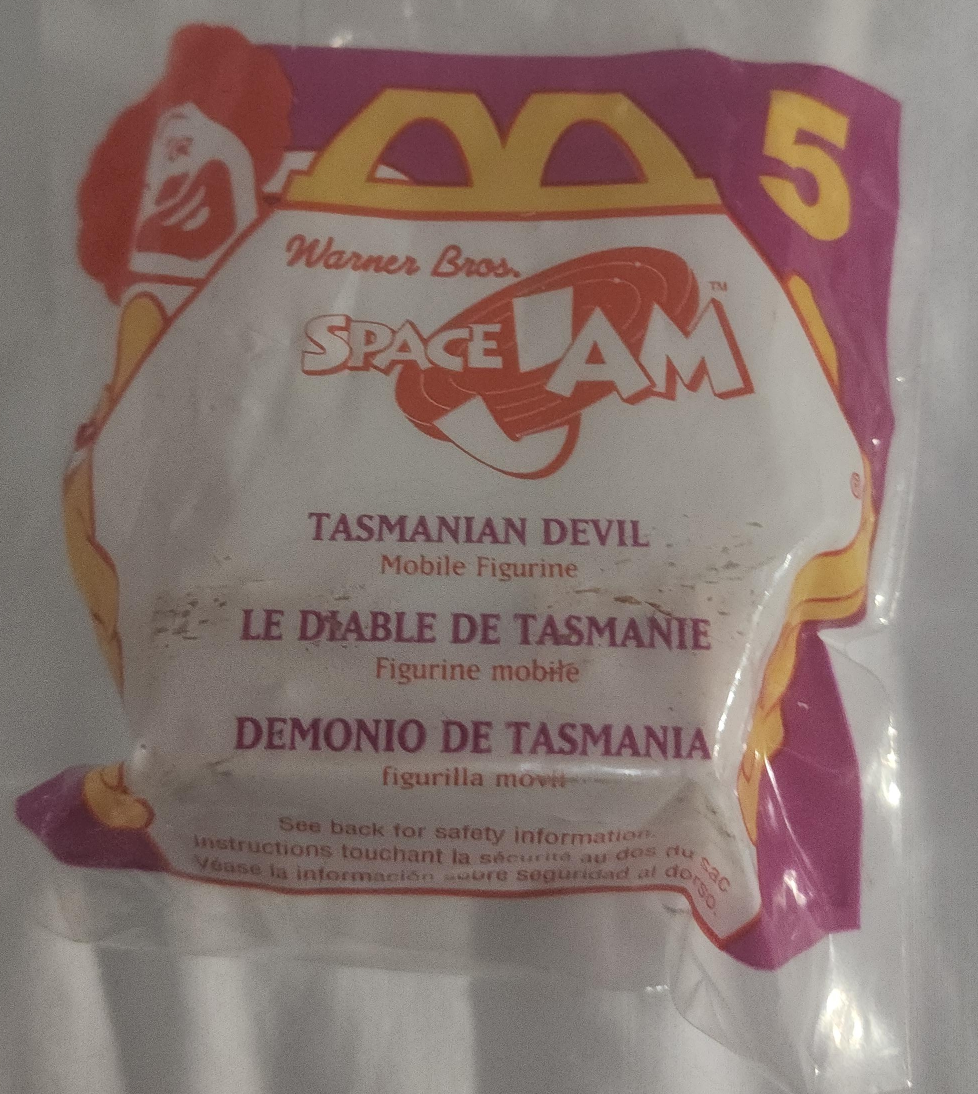 5
Warner Bros.
SPACE JAM ™
®
TASMANIAN DEVIL
Mobile Figurine
LE DIABLE DE TASMANIE
Figurine mobile
DEMONIO DE TASMANIA
figurilla movil
See back for safety information.
Instructions touchant la sécurité au dos du sac
Véase la información sobre seguridad al dorso.